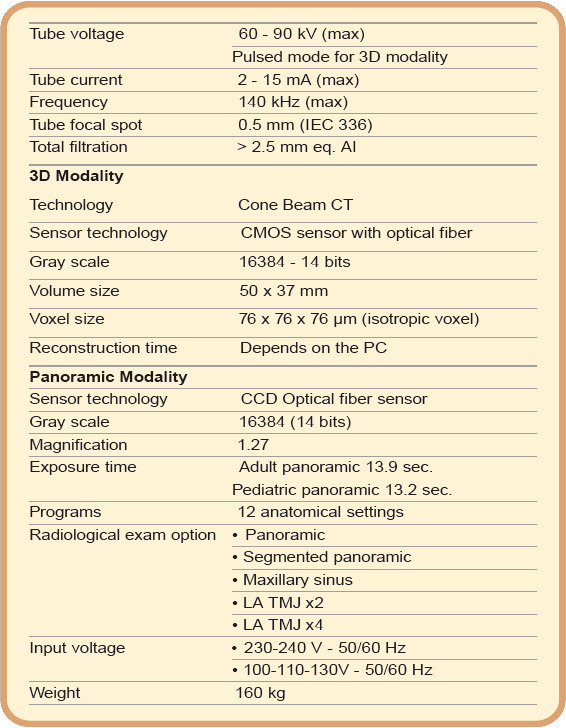 Tube voltage 60 - 90 kV (max)
Pulsed mode for 3D modality
Tube current 2 - 15 mA (max)
Frequency 140 kHz (max)
Tube focal spot 0.5 mm (IEC 336)
Total filtration > 2.5 mm eq. AI
3D Modality
Technology Cone Beam CT
Sensor technology CMOS sensor with optical fiber
Gray scale 16384 - 14 bits
Volume size 50 x 37 mm
Voxel size 76 x 76 x 76 µm (isotropic voxel)
Reconstruction time Depends on the PC
Panoramic Modality
Sensor technology CCD Optical fiber sensor
Gray scale 16384 (14 bits)
Magnification 1.27
Exposure time Adult panoramic 13.9 sec.
Pediatric panoramic 13.2 sec.
Programs 12 anatomical settings
Radiological exam option • Panoramic
• Segmented panoramic
• Maxillary sinus
• LA TMJ x2
• LA TMJ x4
Input voltage • 230-240 V - 50/60 Hz
• 100-110-130V - 50/60 Hz
Weight 160 kg